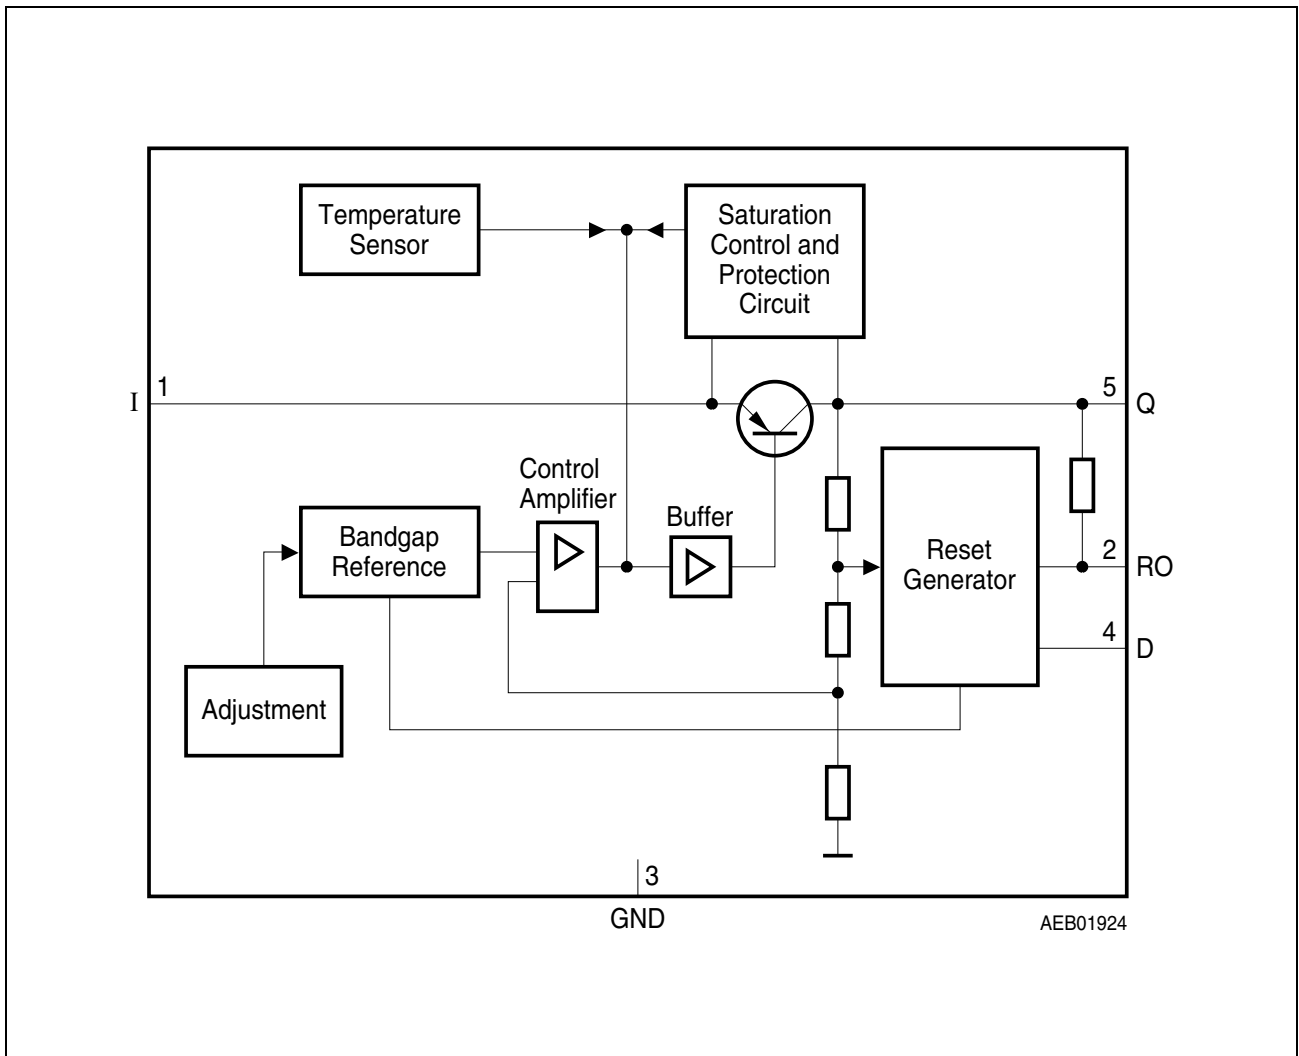 Temperature
Sensor
Saturation
Control and
Protection
Circuit
I
1
5
Q
Control
Amplifier
Buffer
Bandgap
Reference
Reset
Generator
2
RO
4
D
Adjustment
3
GND
AEB01924